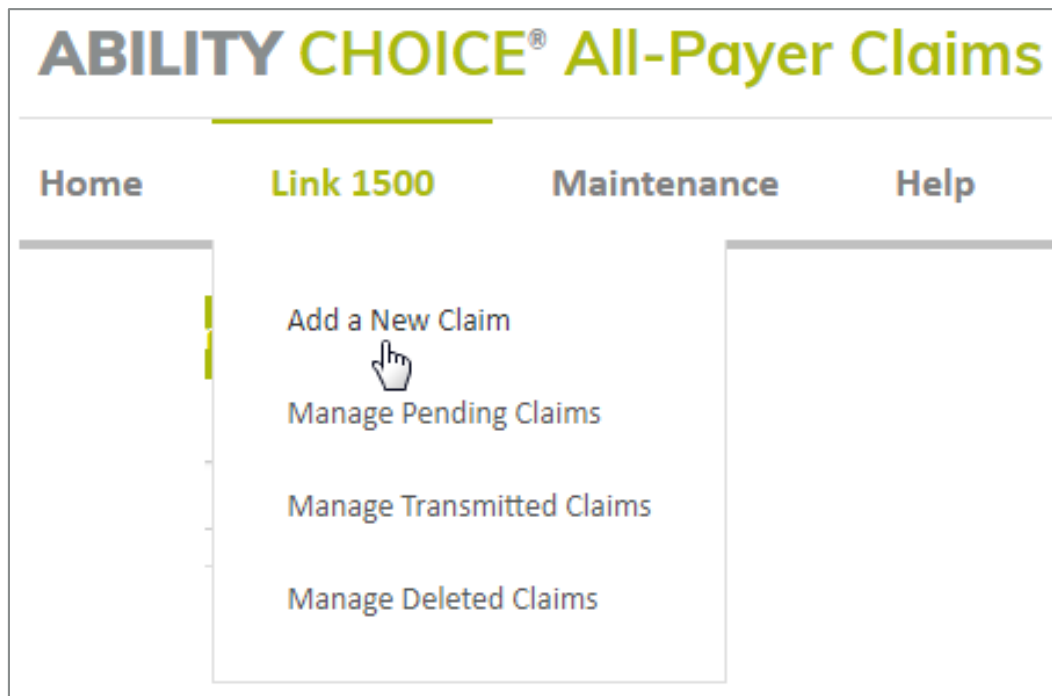 ABILITY CHOICE® All-Payer Claims
Home Link 1500 Maintenance Help
Add a New Claim
Manage Pending Claims
Manage Transmitted Claims
Manage Deleted Claims